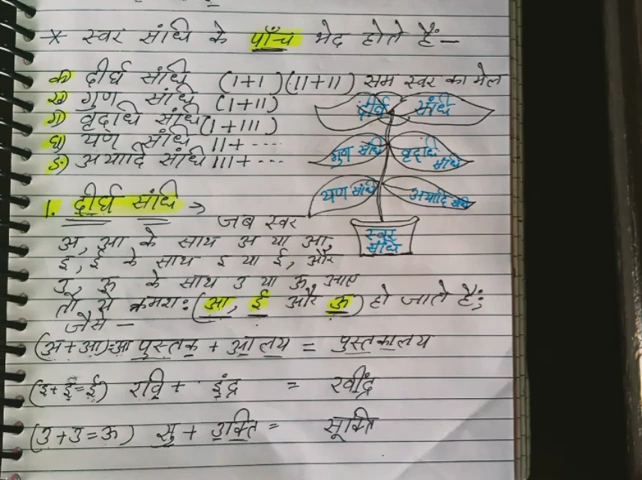 * स्वर संधि के पाँच भेद होते हैं-
क) दीर्घ संधि (I+I) (II+II) सम स्वर का मेल
ख) गुण संधि (I+II)
ग) वृद्धि संधि (I+III)
घ) यण संधि II+----
ङ) अयादि संधि III+----
दीर्घ संधि
गुण संधि वृद्धि संधि
यण संधि अयादि संधि
स्वर संधि
1. दीर्घ संधि → जब स्वर
अ, आ के साथ अ या आ,
इ, ई के साथ इ या ई, और
उ, ऊ के साथ उ या ऊ आए
तो ये क्रमश: (आ, ई और ऊ) हो जाते हैं;
जैसे -
(अ+आ)=आ पुस्तक + आलय = पुस्तकालय
(इ+इ=ई) रवि + इंद्र = रवींद्र
(उ+उ=ऊ) सु + उक्ति = सूक्ति